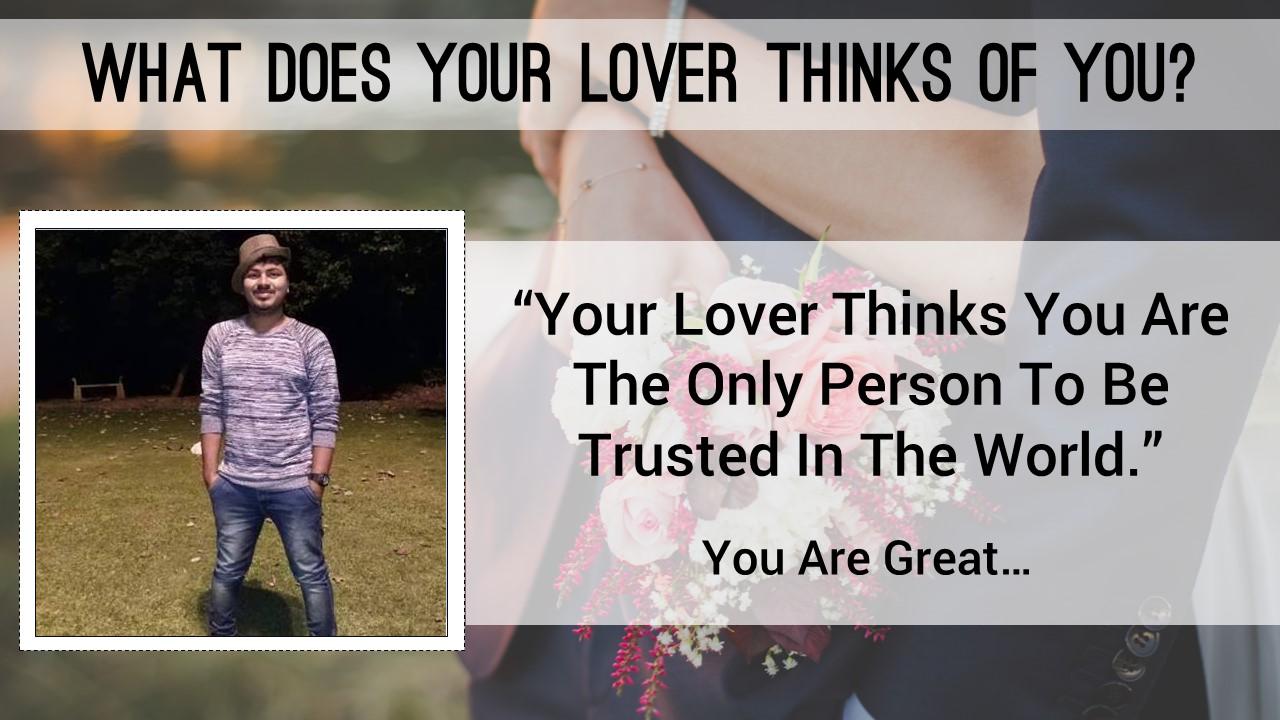 WHAT DOES YOUR LOVER THINKS OF YOU?
“Your Lover Thinks You Are
The Only Person To Be
Trusted In The World.”
You Are Great...